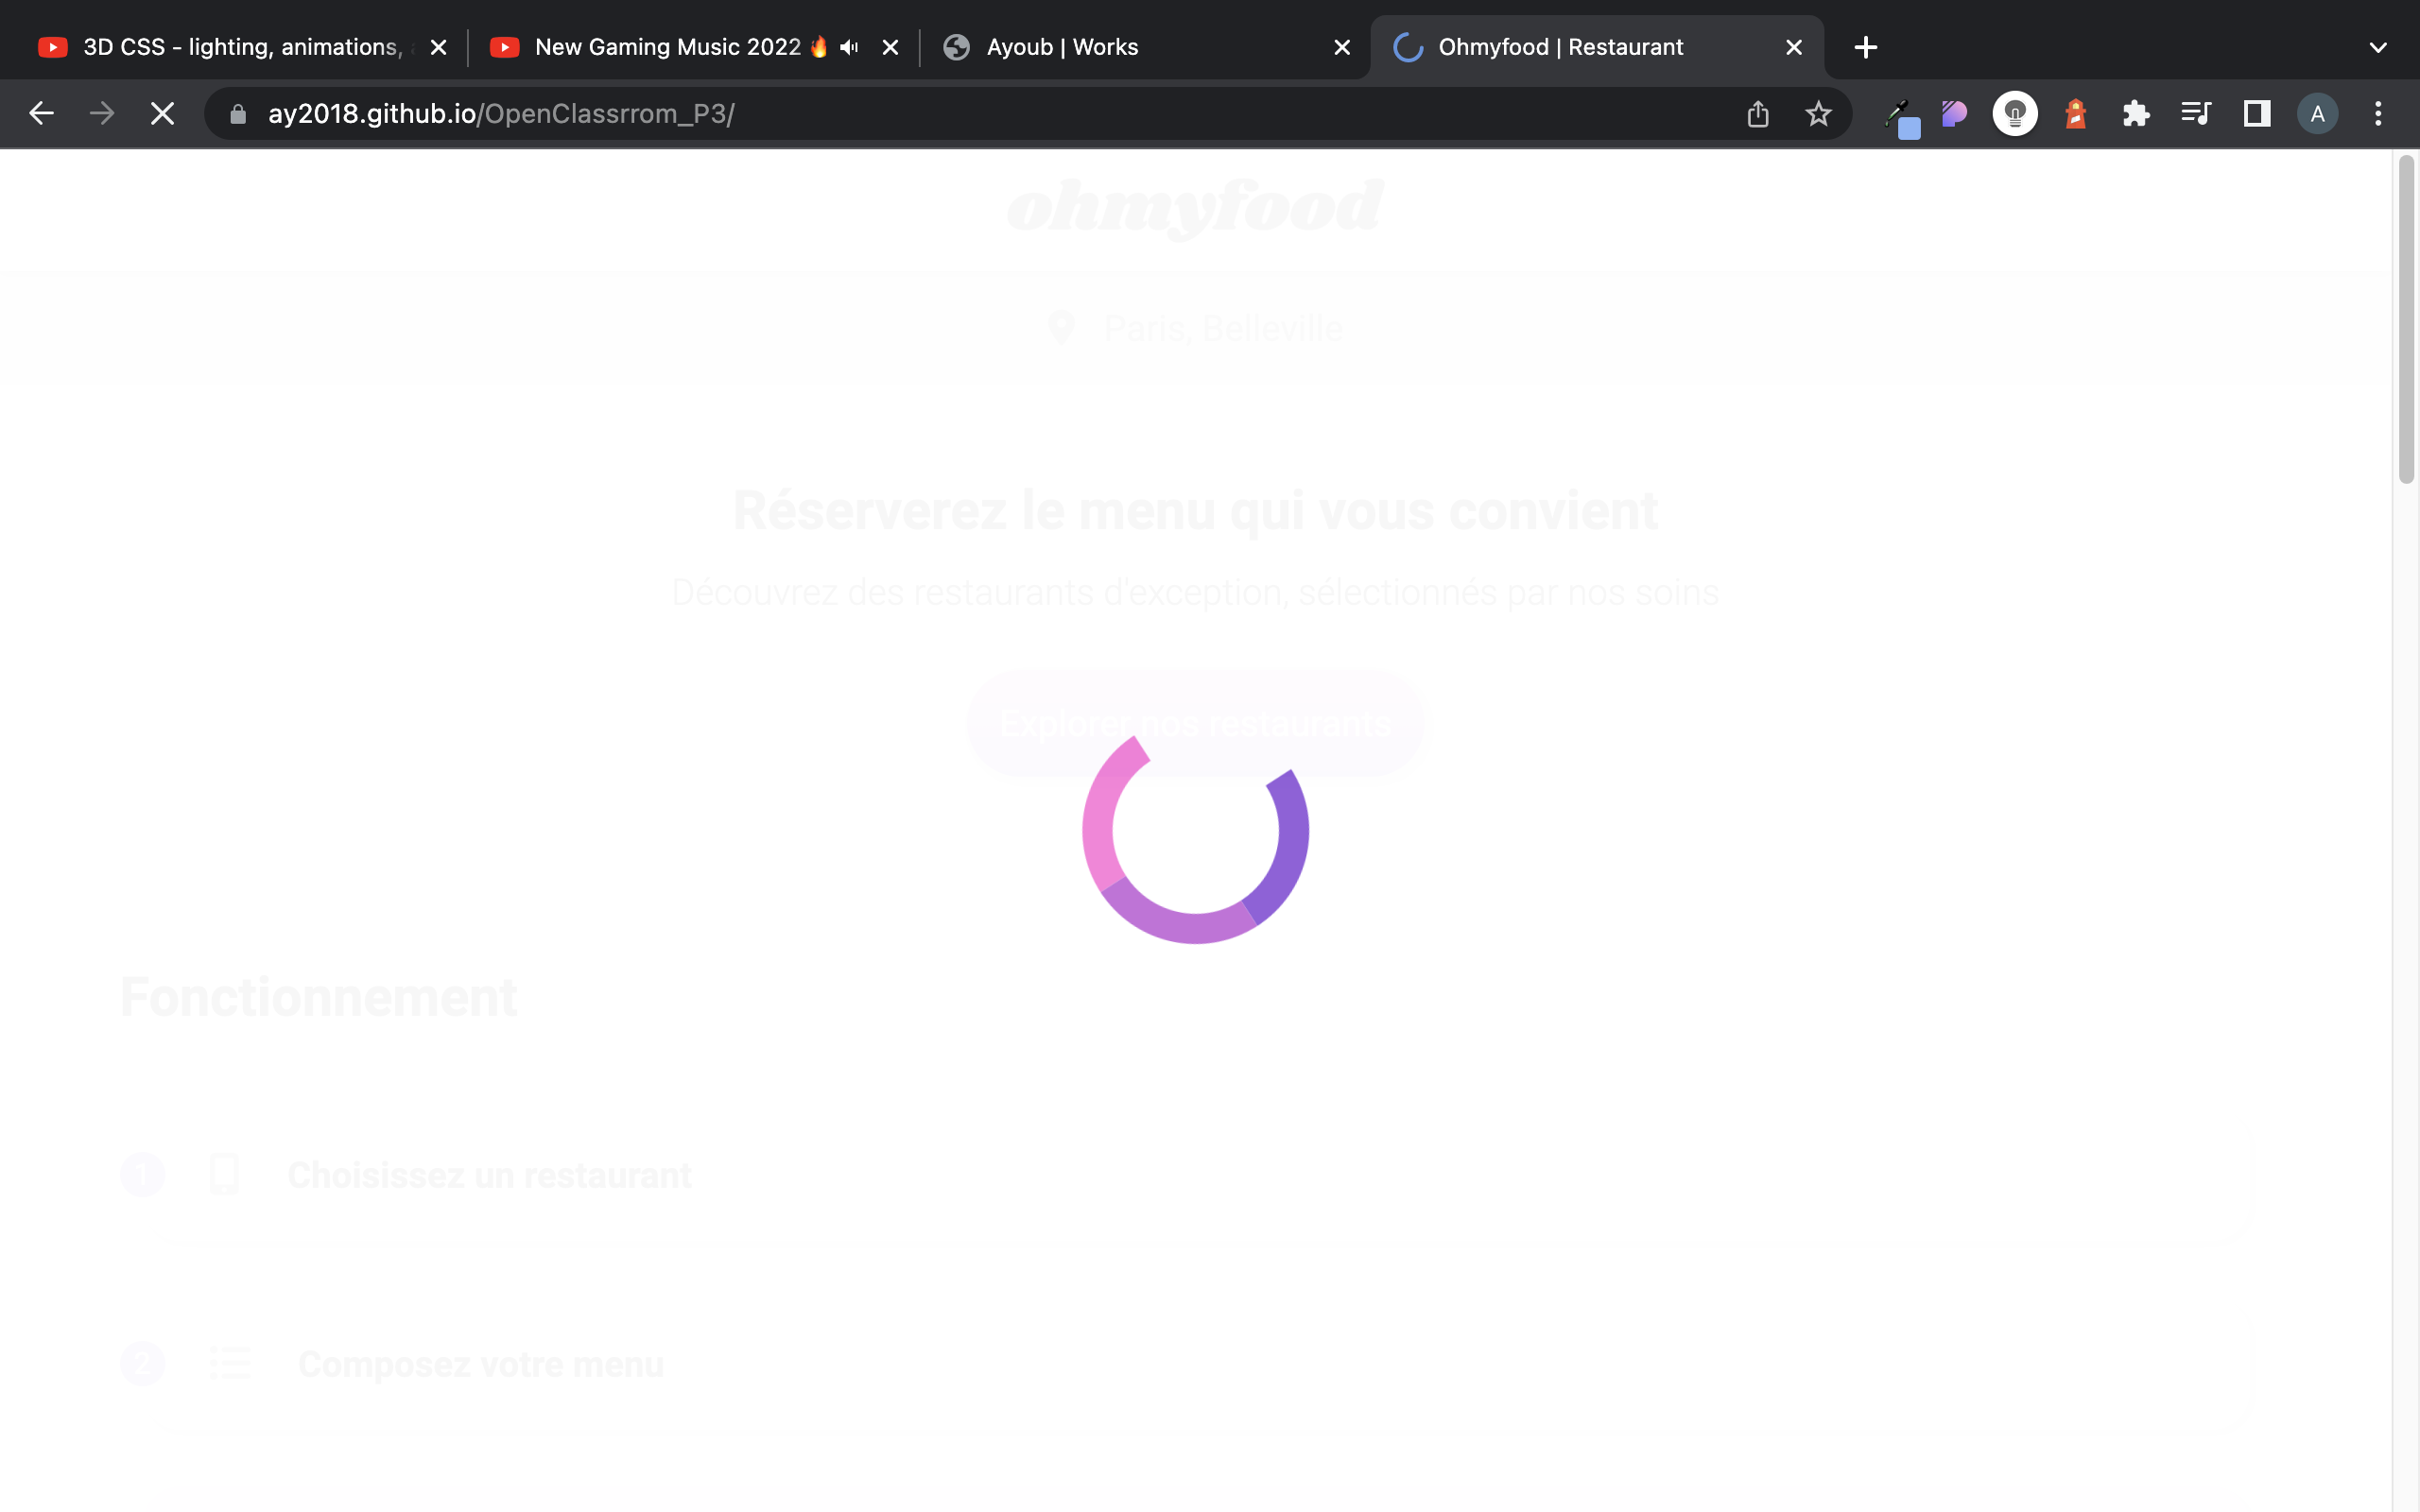 3D CSS - lighting, animations,
New Gaming Music 2022 🔥
Ayoub | Works
Ohmyfood | Restaurant
ay2018.github.io/OpenClassrrom_P3/
A
ohmyfood
Paris, Belleville
Réserverez le menu qui vous convient
Découvrez des restaurants d'exception, sélectionnés par nos soins
Explorer nos restaurants
Fonctionnement
1 Choisissez un restaurant
2 Composez votre menu